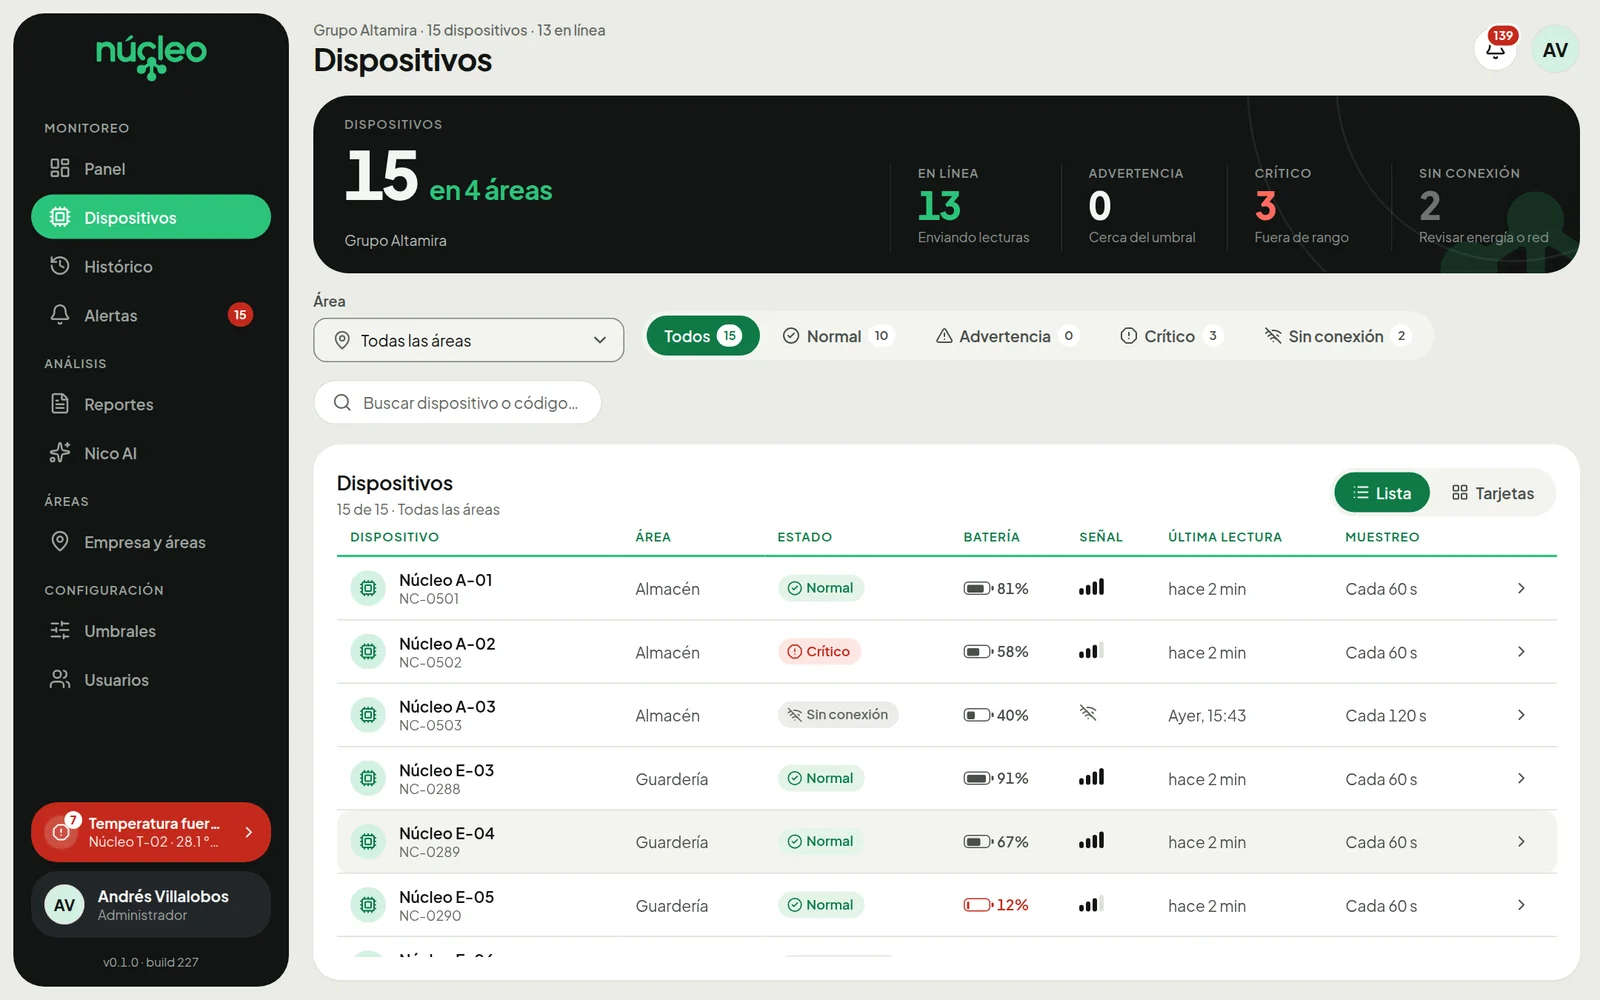 núcleo
MONITOREO
Panel
Dispositivos
Histórico
Alertas 15
ANÁLISIS
Reportes
Nico AI
ÁREAS
Empresa y áreas
CONFIGURACIÓN
Umbrales
Usuarios
7 Temperatura fuer...
Núcleo T-02 · 28.1 °...
AV Andrés Villalobos
Administrador
v0.1.0 · build 227
Grupo Altamira · 15 dispositivos · 13 en línea
Dispositivos
139
AV
DISPOSITIVOS
15 en 4 áreas
Grupo Altamira
EN LÍNEA
13
Enviando lecturas
ADVERTENCIA
0
Cerca del umbral
CRÍTICO
3
Fuera de rango
SIN CONEXIÓN
2
Revisar energía o red
Área
Todas las áreas
Todos 15
Normal 10
Advertencia 0
Crítico 3
Sin conexión 2
Buscar dispositivo o código...
Dispositivos
15 de 15 · Todas las áreas
Lista
Tarjetas
DISPOSITIVO ÁREA ESTADO BATERÍA SEÑAL ÚLTIMA LECTURA MUESTREO
Núcleo A-01
NC-0501
Almacén Normal 81% hace 2 min Cada 60 s
Núcleo A-02
NC-0502
Almacén Crítico 58% hace 2 min Cada 60 s
Núcleo A-03
NC-0503
Almacén Sin conexión 40% Ayer, 15:43 Cada 120 s
Núcleo E-03
NC-0288
Guardería Normal 91% hace 2 min Cada 60 s
Núcleo E-04
NC-0289
Guardería Normal 67% hace 2 min Cada 60 s
Núcleo E-05
NC-0290
Guardería Normal 12% hace 2 min Cada 60 s